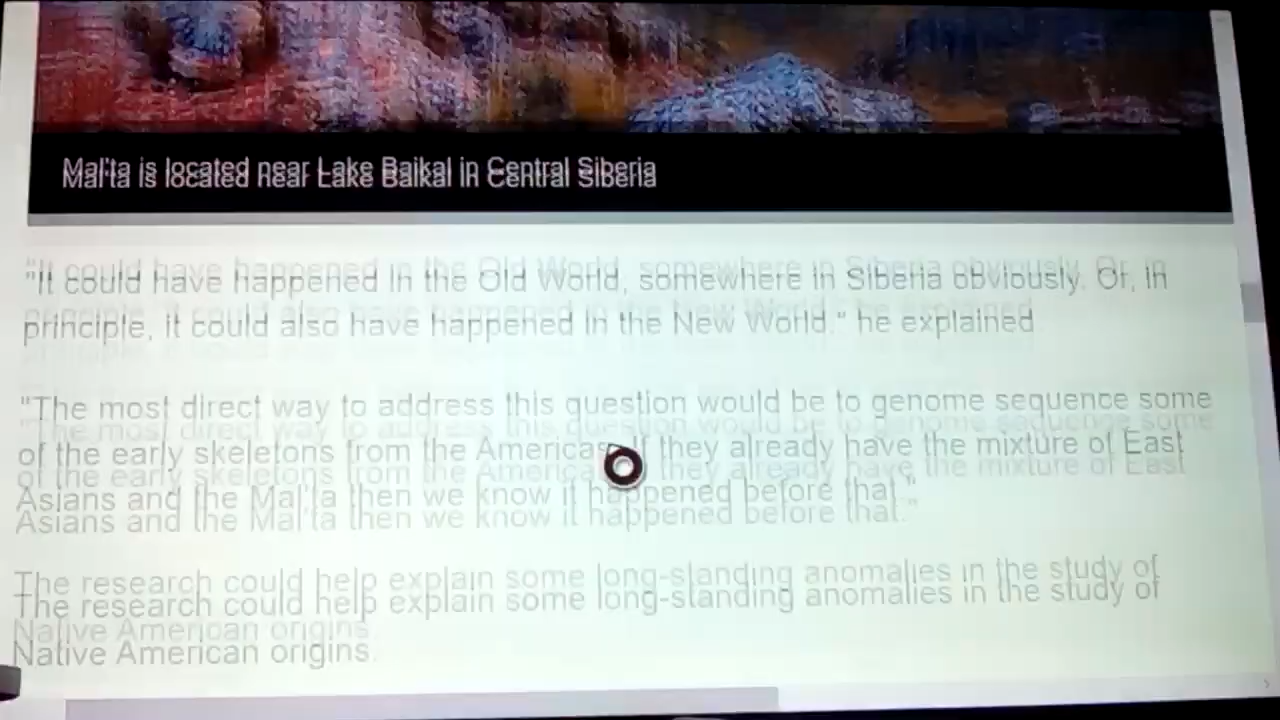 Mal'ta is located near Lake Baikal in Central Siberia
"It could have happened in the Old World, somewhere in Siberia obviously. Or, in
principle, it could also have happened in the New World." he explained
"The most direct way to address this question would be to genome sequence some
of the early skeletons from the Americas. If they already have the mixture of East
Asians and the Mal'ta then we know it happened before that."
The research could help explain some long-standing anomalies in the study of
Native American origins.